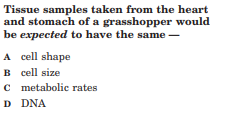 Tissue samples taken from the heart
and stomach of a grasshopper would
be expected to have the same —
A cell shape
B cell size
C metabolic rates
D DNA